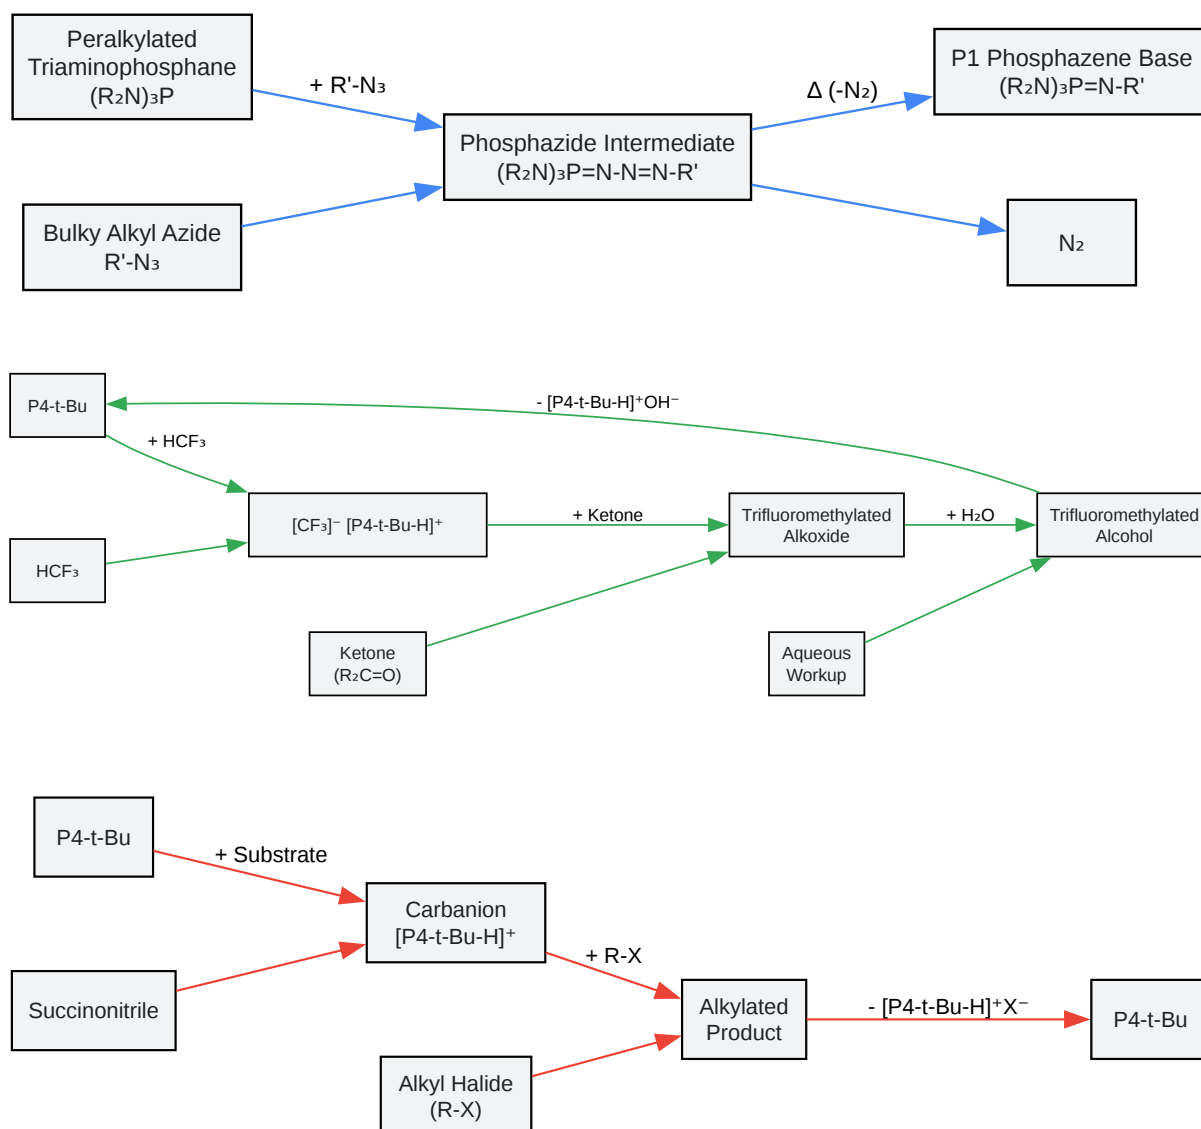 Peralkylated
Triaminophosphane
(R₂N)₃P
+ R'-N₃
Bulky Alkyl Azide
R'-N₃
Phosphazide Intermediate
(R₂N)₃P=N-N=N-R'
Δ (-N₂)
P1 Phosphazene Base
(R₂N)₃P=N-R'
N₂
P4-t-Bu
+ HCF₃
HCF₃
- [P4-t-Bu-H]⁺OH⁻
[CF₃]⁻ [P4-t-Bu-H]⁺
+ Ketone
Ketone
(R₂C=O)
Trifluoromethylated
Alkoxide
+ H₂O
Aqueous
Workup
Trifluoromethylated
Alcohol
P4-t-Bu
+ Substrate
Succinonitrile
Carbanion
[P4-t-Bu-H]⁺
+ R-X
Alkyl Halide
(R-X)
Alkylated
Product
- [P4-t-Bu-H]⁺X⁻
P4-t-Bu